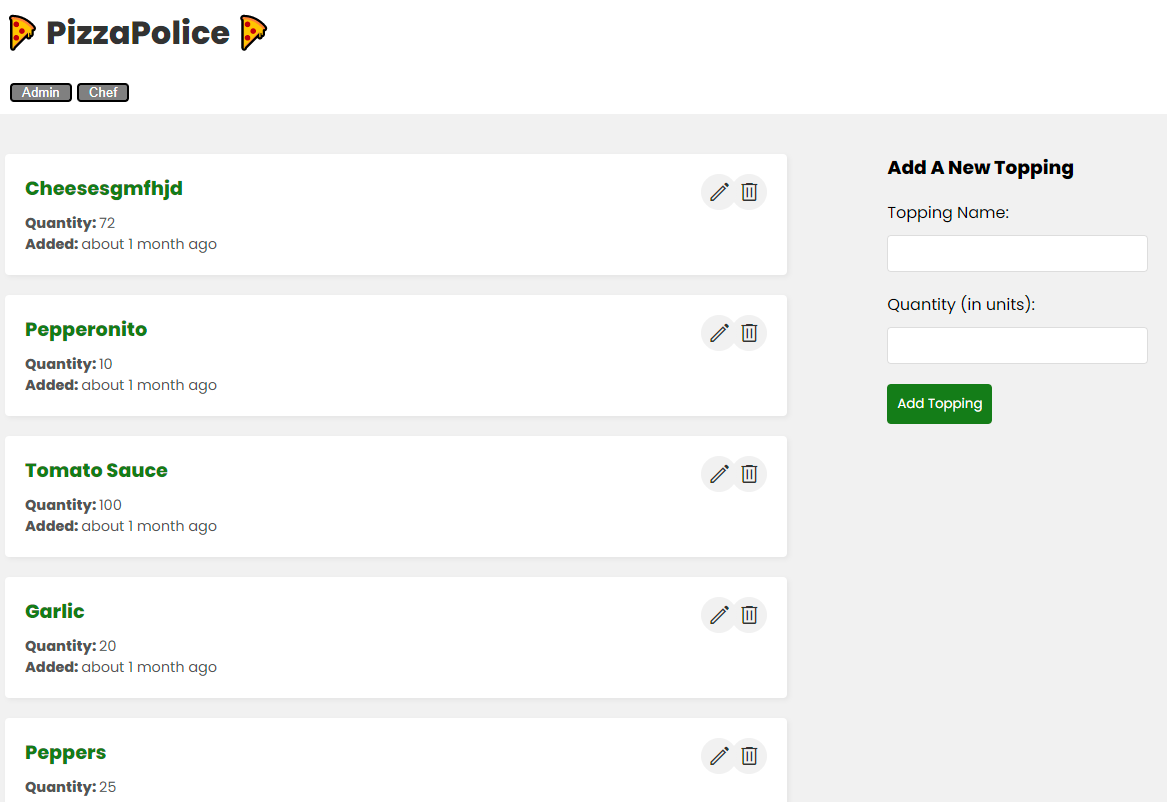 PizzaPolice
Admin Chef
Cheesesgmfhjd
Quantity: 72
Added: about 1 month ago
Pepperonito
Quantity: 10
Added: about 1 month ago
Tomato Sauce
Quantity: 100
Added: about 1 month ago
Garlic
Quantity: 20
Added: about 1 month ago
Peppers
Quantity: 25
Add A New Topping
Topping Name:
Quantity (in units):
Add Topping